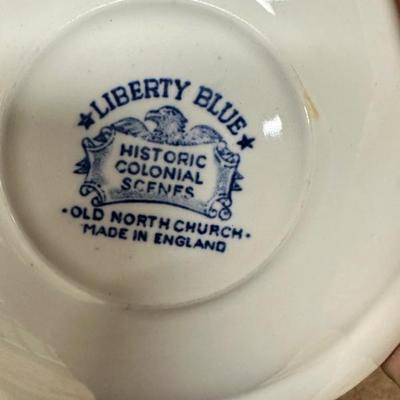 ★LIBERTY BLUE★
HISTORIC
COLONIAL
SCENES
•OLD NORTH CHURCH•
MADE IN ENGLAND